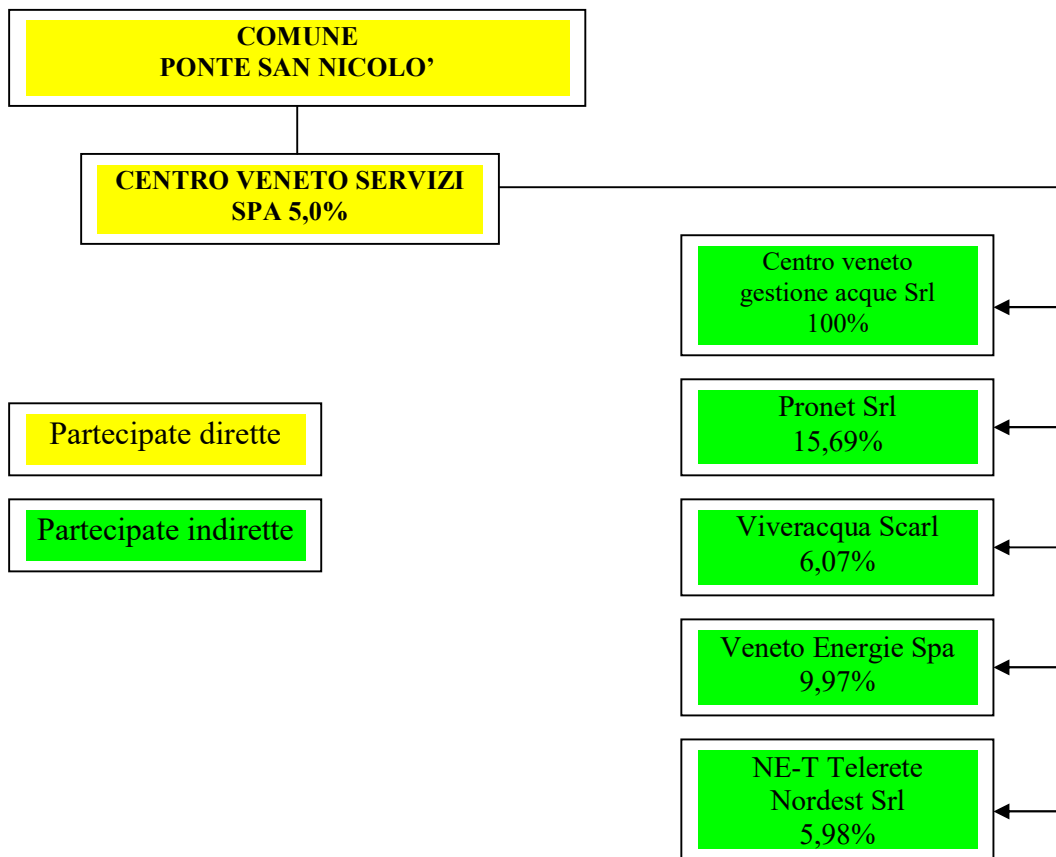 COMUNE
PONTE SAN NICOLO’
CENTRO VENETO SERVIZI
SPA 5,0%
Centro veneto
gestione acque Srl
100%
Partecipate dirette
Pronet Srl
15,69%
Partecipate indirette
Viveracqua Scarl
6,07%
Veneto Energie Spa
9,97%
NE-T Telerete
Nordest Srl
5,98%